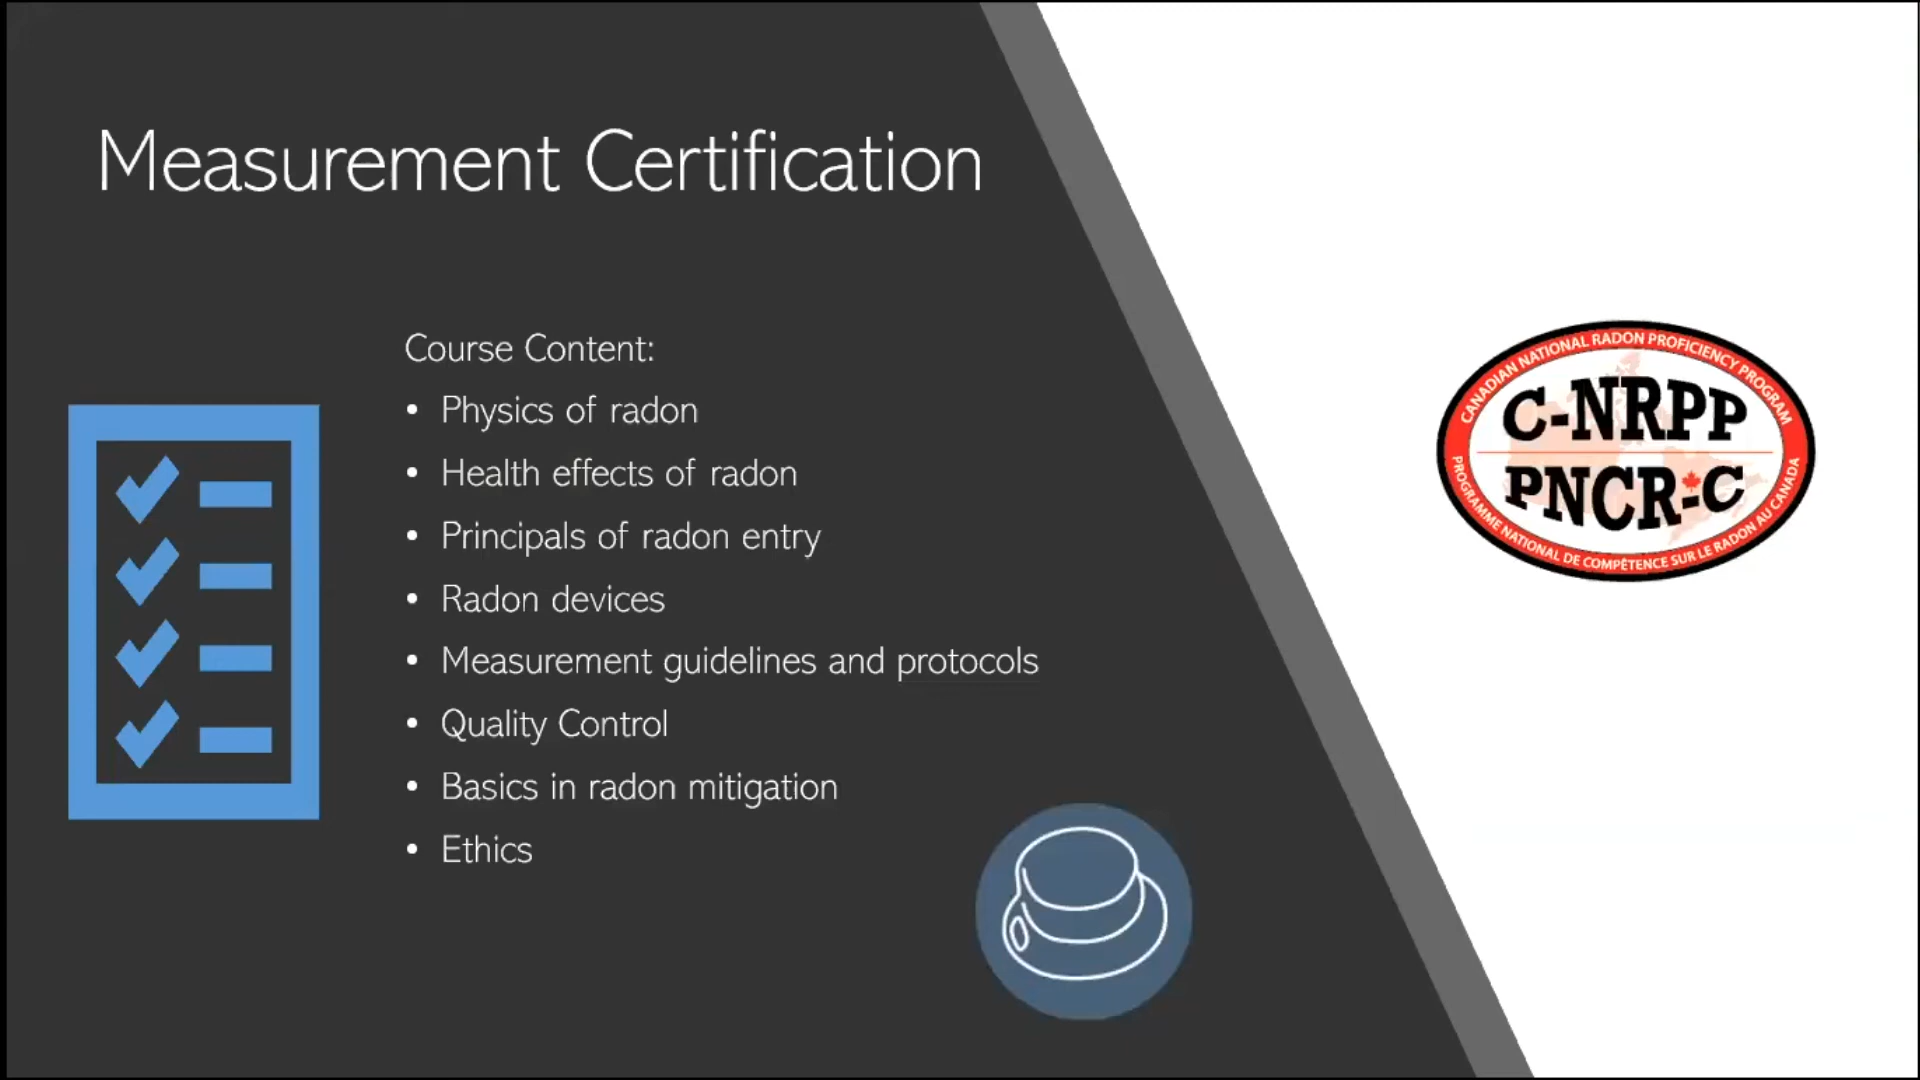 Measurement Certification
Course Content:
• Physics of radon
• Health effects of radon
• Principals of radon entry
• Radon devices
• Measurement guidelines and protocols
• Quality Control
• Basics in radon mitigation
• Ethics
CANADIAN NATIONAL RADON PROFICIENCY PROGRAM
C-NRPP
PNCR-C
PROGRAMME NATIONAL DE COMPÉTENCE SUR LE RADON AU CANADA